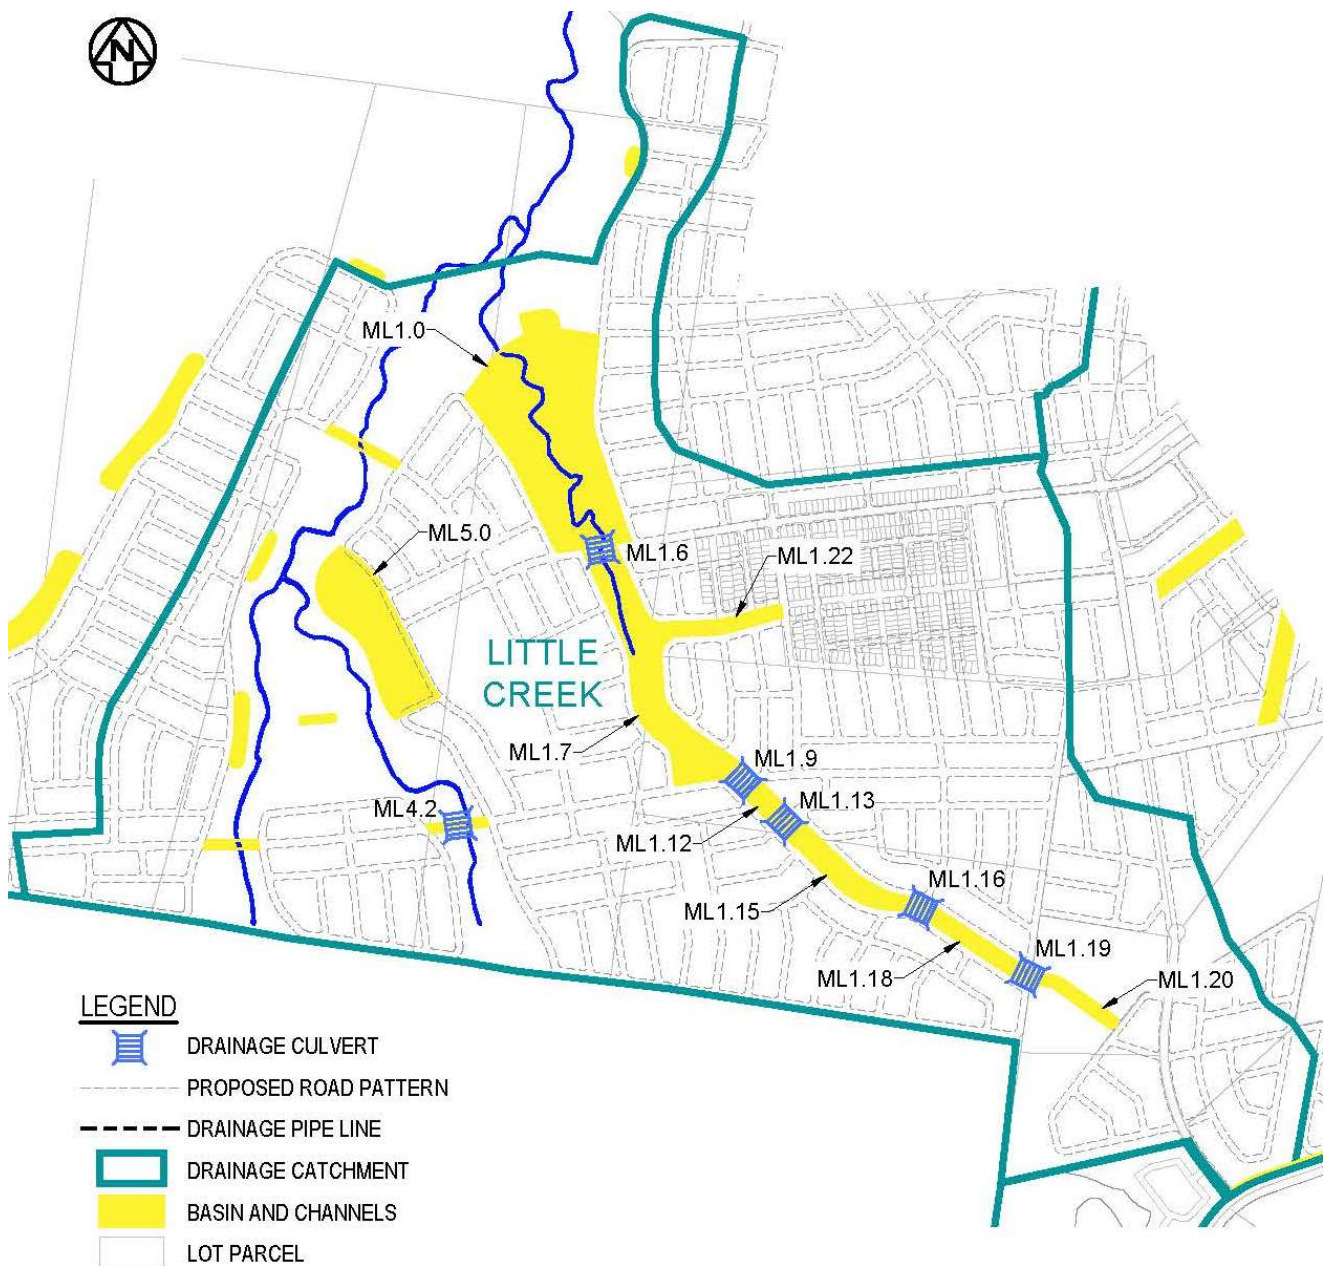 N
ML1.0
ML5.0
ML1.6
ML1.22
LITTLE
CREEK
ML1.7
ML1.9
ML4.2
ML1.13
ML1.12
ML1.16
ML1.15
ML1.19
ML1.18
ML1.20
LEGEND
DRAINAGE CULVERT
PROPOSED ROAD PATTERN
DRAINAGE PIPE LINE
DRAINAGE CATCHMENT
BASIN AND CHANNELS
LOT PARCEL